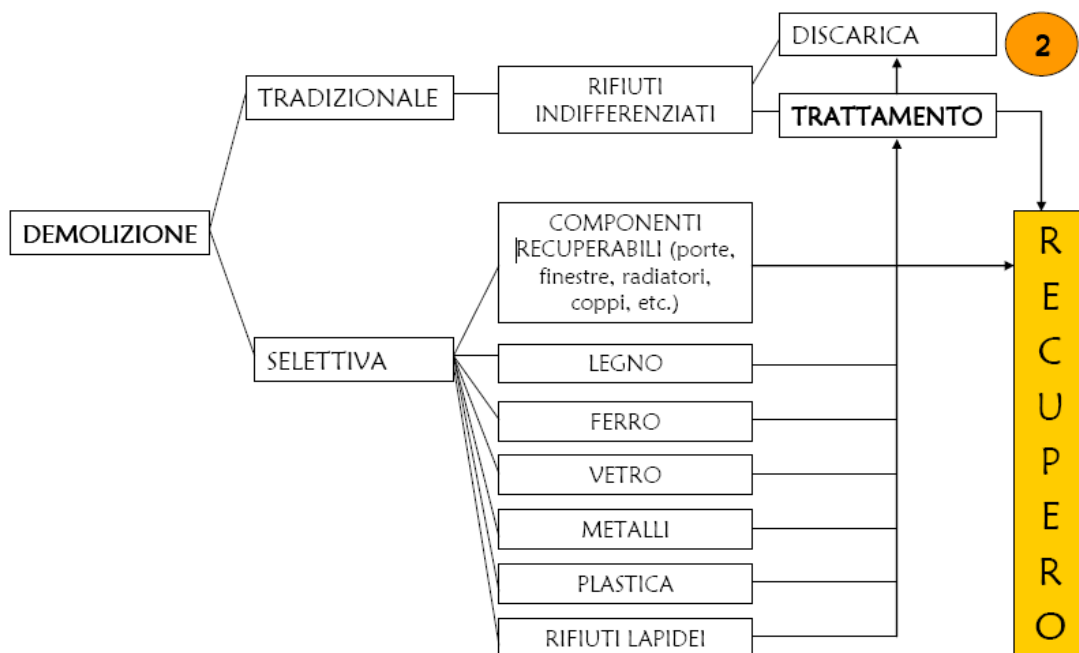 DISCARICA
2
TRADIZIONALE
RIFIUTI
INDIFFERENZIATI
TRATTAMENTO
DEMOLIZIONE
COMPONENTI
RECUPERABILI (porte,
finestre, radiatori,
coppi, etc.)
SELETTIVA
LEGNO
FERRO
VETRO
METALLI
PLASTICA
RIFIUTI LAPIDEI
R
E
C
U
P
E
R
O